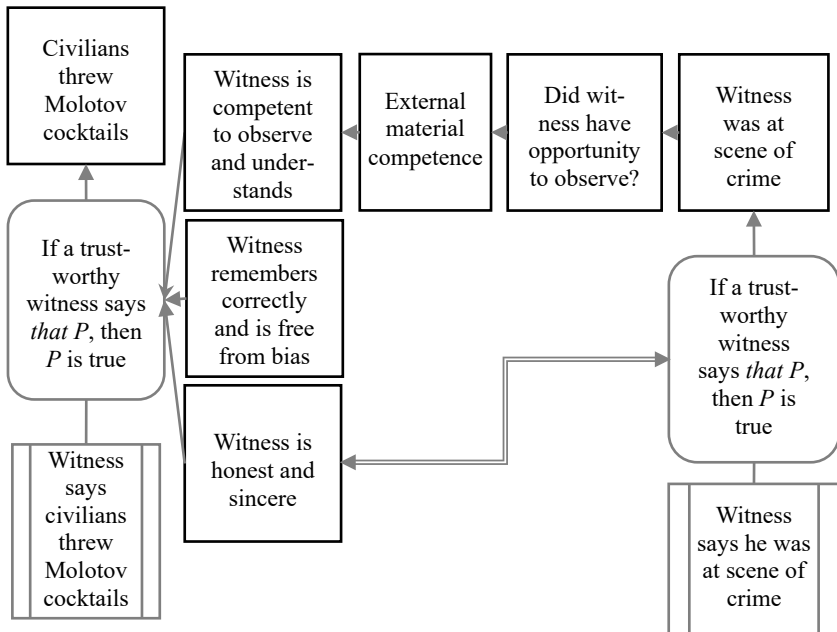 Civilians
threw
Molotov
cocktails
Witness is
competent
to observe
and under-
stands
External
material
competence
Did wit-
ness have
opportunity
to observe?
Witness
was at
scene of
crime
If a trust-
worthy
witness says
that P, then
P is true
Witness
remembers
correctly
and is free
from bias
If a trust-
worthy
witness
says that P,
then P is
true
Witness is
honest and
sincere
Witness
says
civilians
threw
Molotov
cocktails
Witness
says he was
at scene of
crime